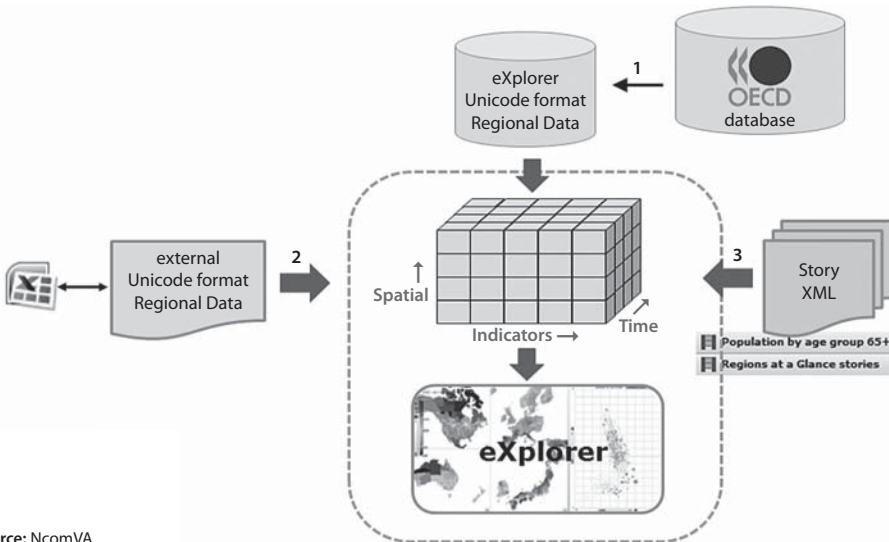 1
eXplorer
Unicode format
Regional Data
OECD
database
external
Unicode format
Regional Data
2
3
Story
XML
Spatial
Indicators
Time
Population by age group 65+
Regions at a Glance stories
eXplorer
NcomVA